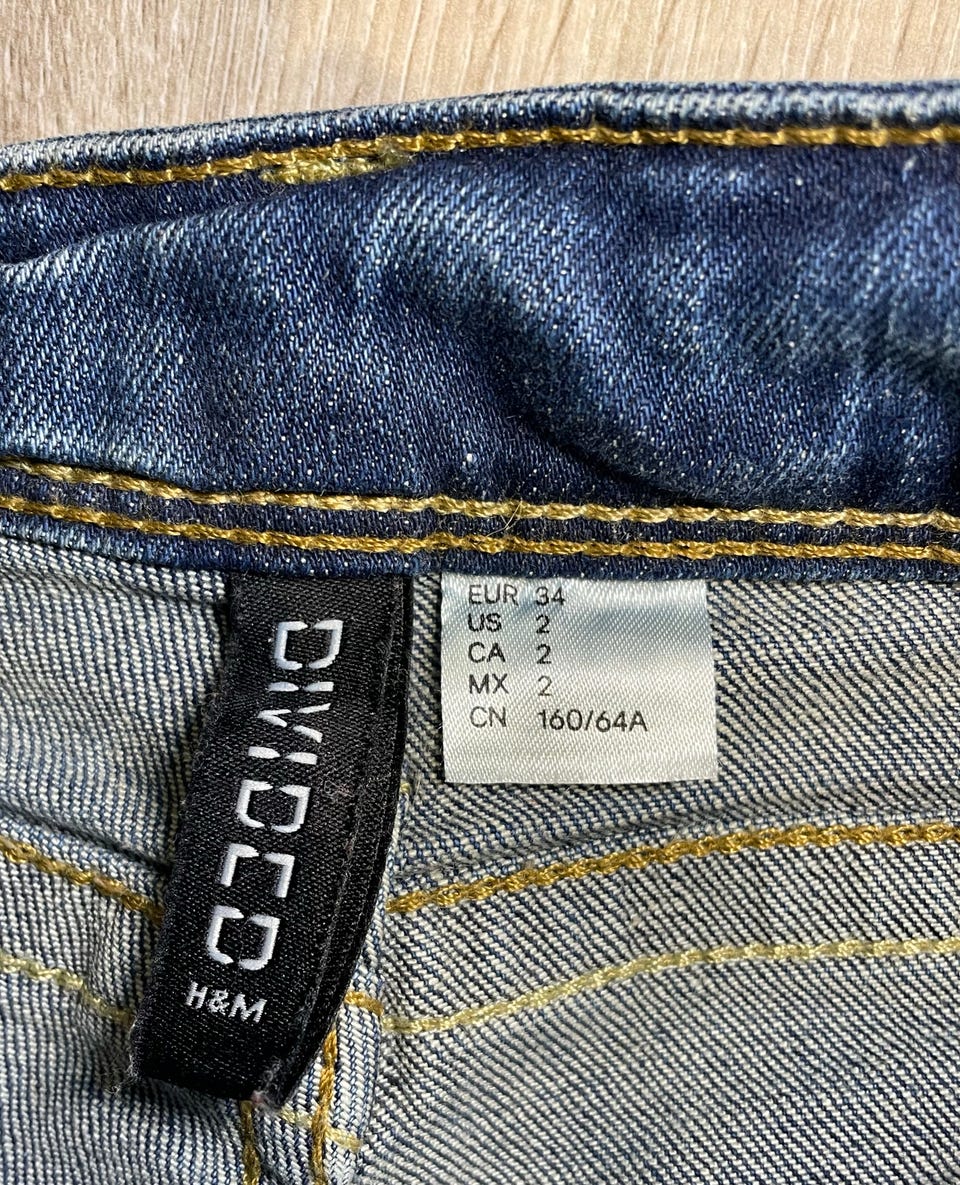 DIVIDED
H&M
EUR 34
US 2
CA 2
MX 2
CN 160/64A